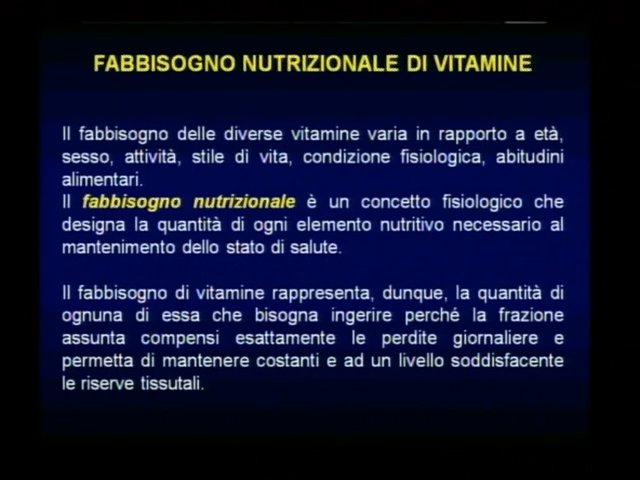 FABBISOGNO NUTRIZIONALE DI VITAMINE
Il fabbisogno delle diverse vitamine varia in rapporto a età,
sesso, attività, stile di vita, condizione fisiologica, abitudini
alimentari.
Il fabbisogno nutrizionale è un concetto fisiologico che
designa la quantità di ogni elemento nutritivo necessario al
mantenimento dello stato di salute.
Il fabbisogno di vitamine rappresenta, dunque, la quantità di
ognuna di essa che bisogna ingerire perché la frazione
assunta compensi esattamente le perdite giornaliere e
permetta di mantenere costanti e ad un livello soddisfacente
le riserve tissutali.